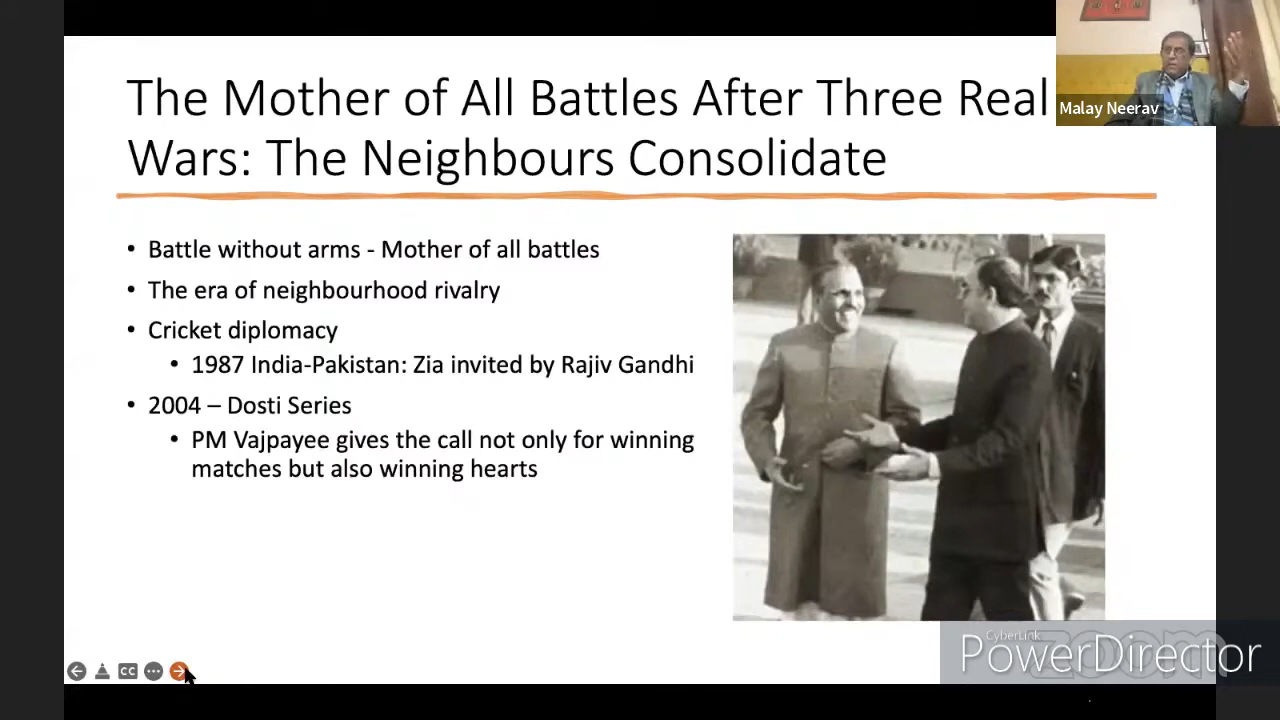 The Mother of All Battles After Three Real
Wars: The Neighbours Consolidate
Malay Neerav
• Battle without arms - Mother of all battles
• The era of neighbourhood rivalry
• Cricket diplomacy
• 1987 India-Pakistan: Zia invited by Rajiv Gandhi
• 2004 – Dosti Series
• PM Vajpayee gives the call not only for winning
matches but also winning hearts
CC
CyberLink
PowerDirector
zoom